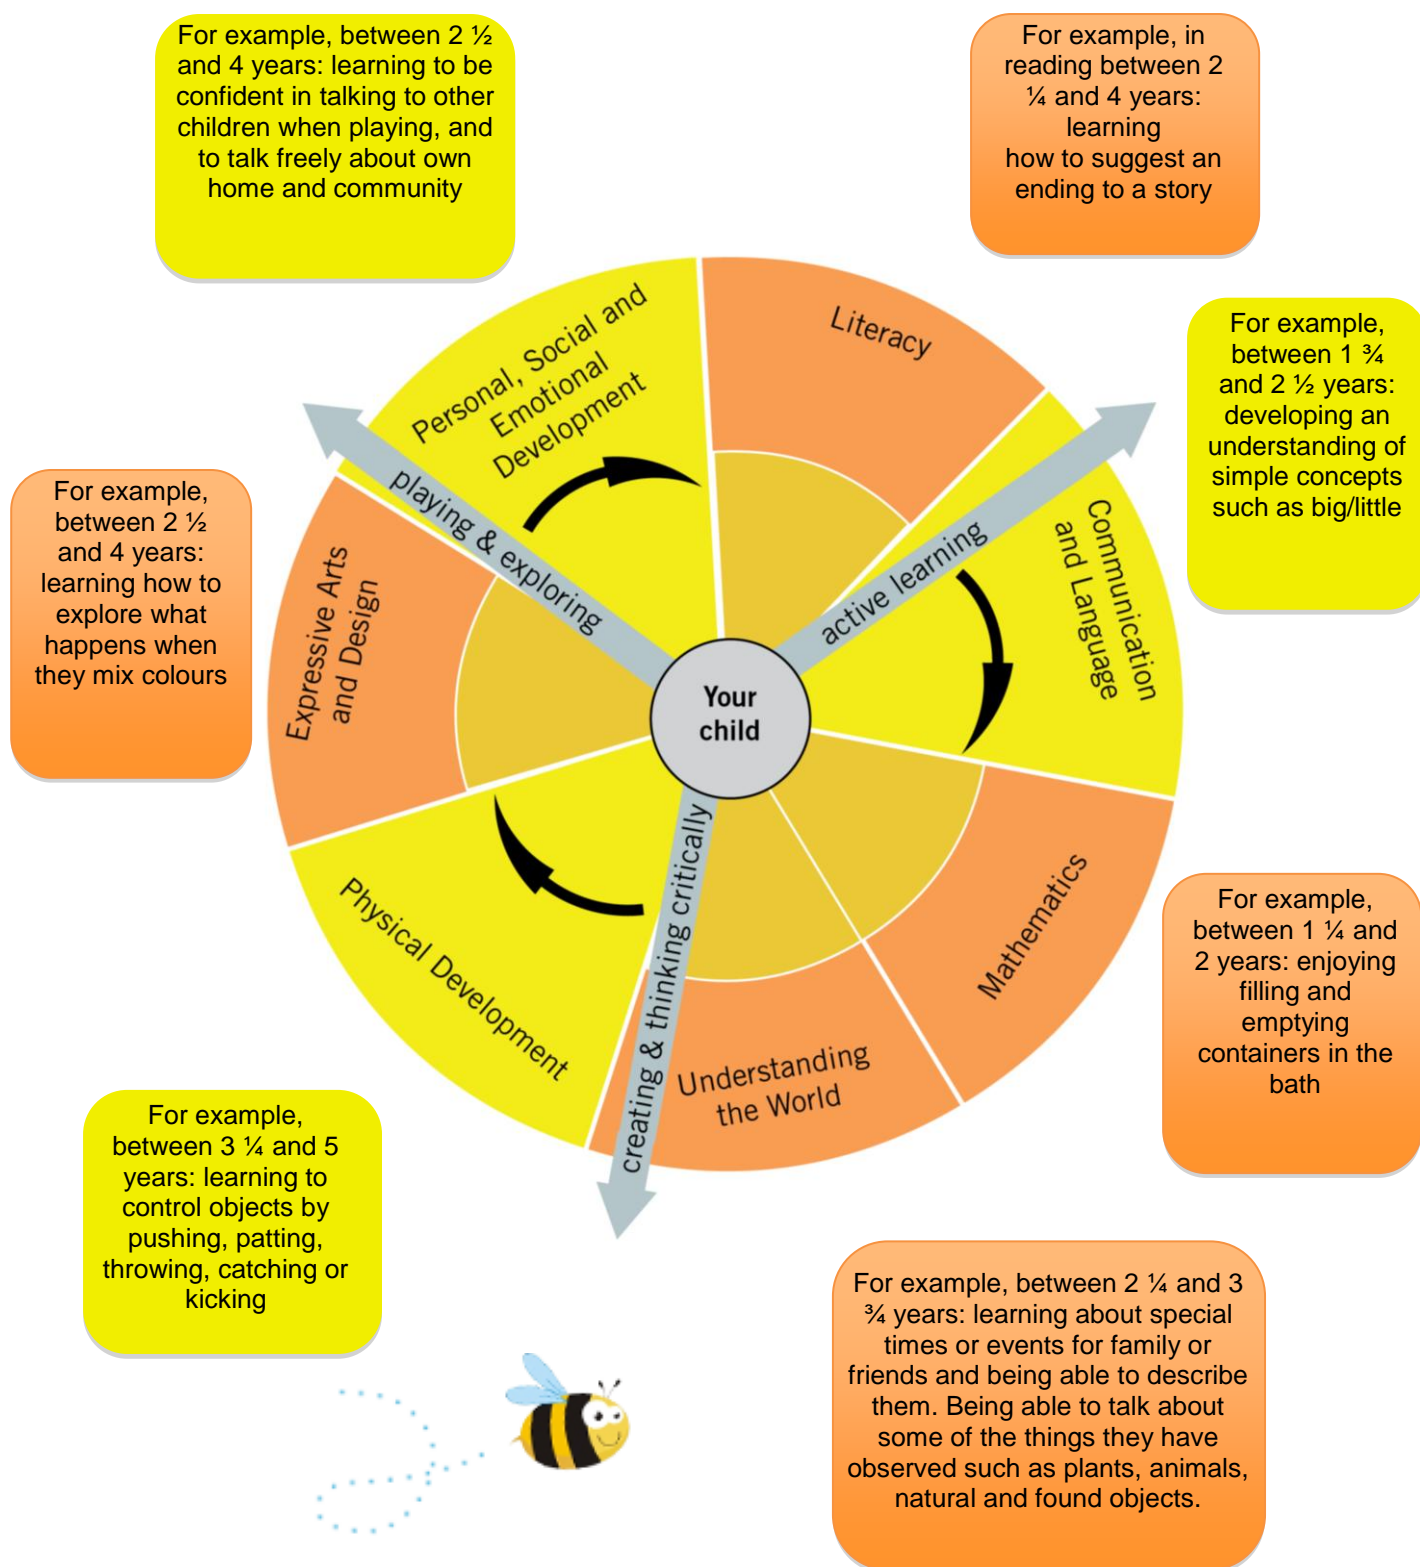 For example, between 2 ½
and 4 years: learning to be
confident in talking to other
children when playing, and
to talk freely about own
home and community
For example, in
reading between 2
¼ and 4 years:
learning
how to suggest an
ending to a story
For example,
between 1 ¾
and 2 ½ years:
developing an
understanding of
simple concepts
such as big/little
For example,
between 2 ½
and 4 years:
learning how to
explore what
happens when
they mix colours
Personal, Social and
Emotional
Development
Literacy
Communication
and Language
Expressive Arts
and Design
playing & exploring
active learning
Your
child
creating & thinking critically
Physical Development
Mathematics
Understanding
the World
For example,
between 1 ¼ and
2 years: enjoying
filling and
emptying
containers in the
bath
For example,
between 3 ¼ and 5
years: learning to
control objects by
pushing, patting,
throwing, catching or
kicking
For example, between 2 ¼ and 3
¾ years: learning about special
times or events for family or
friends and being able to describe
them. Being able to talk about
some of the things they have
observed such as plants, animals,
natural and found objects.